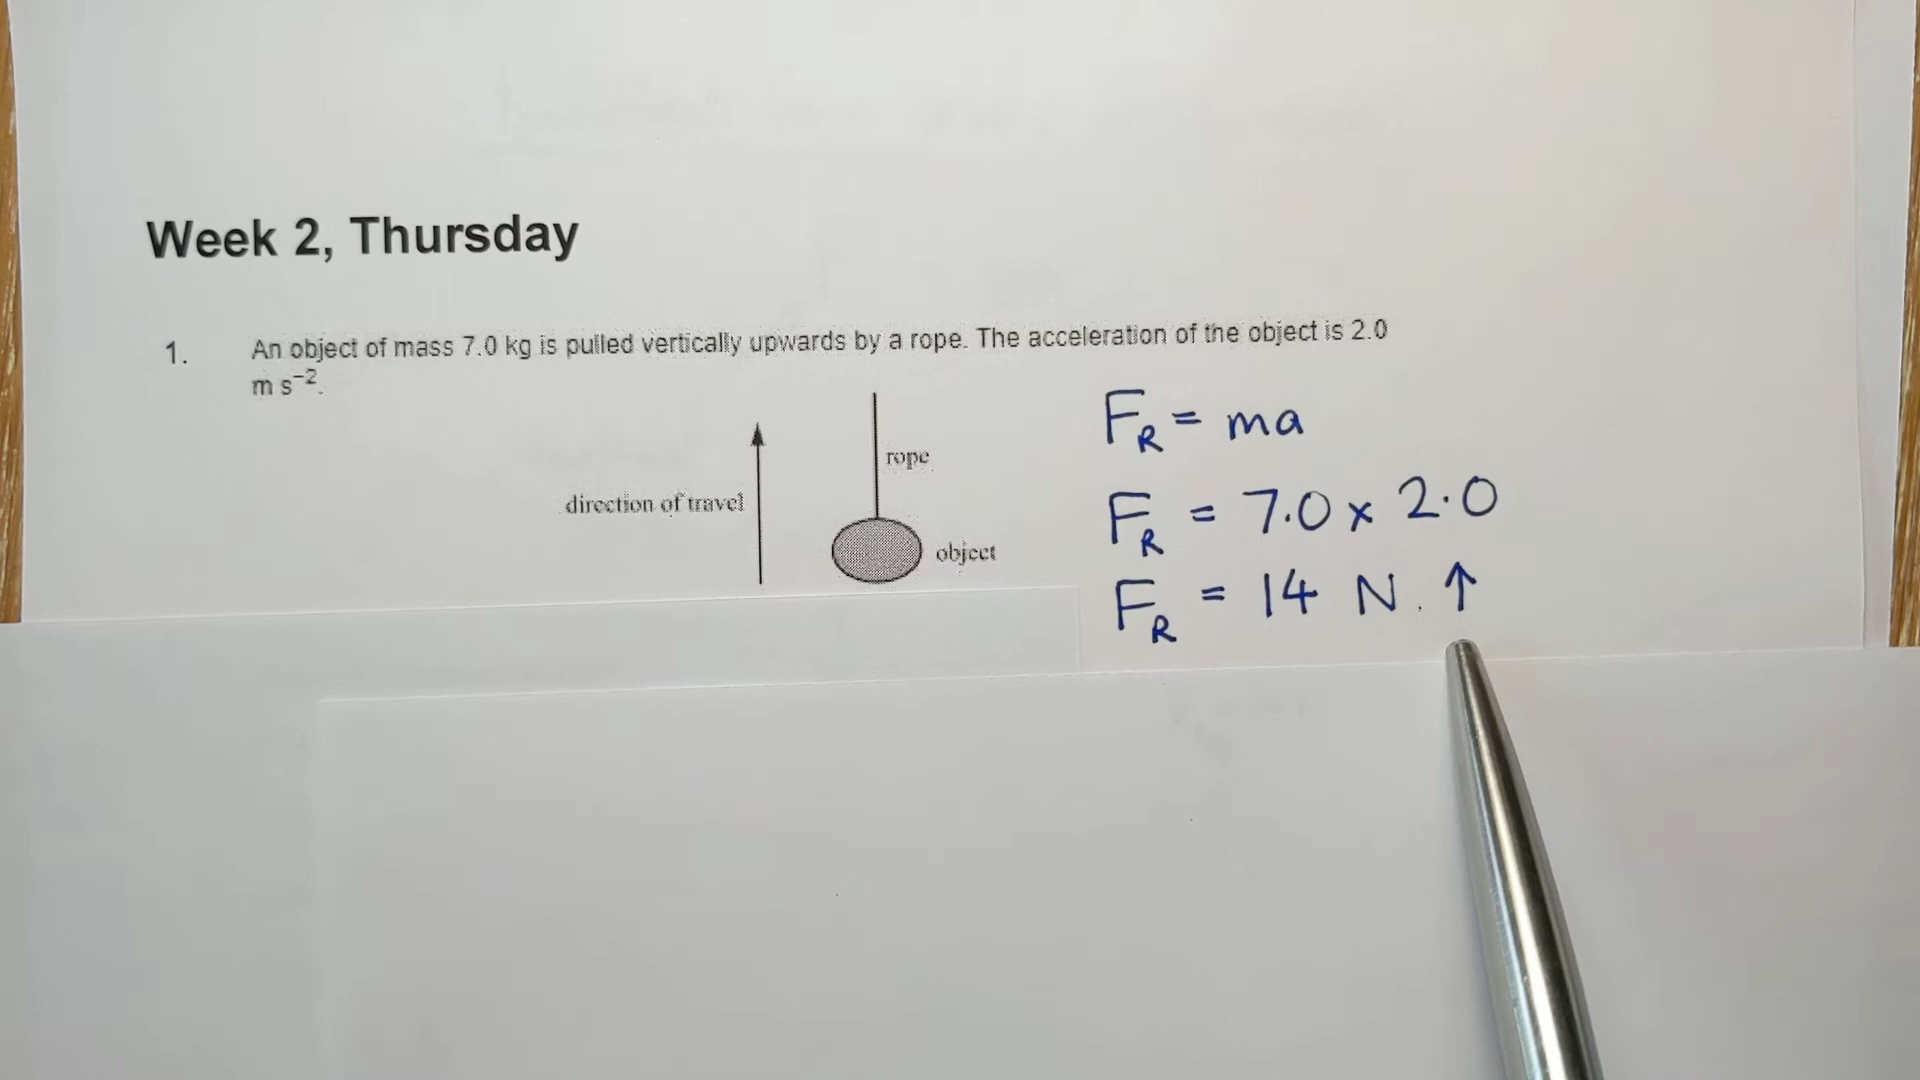 Week 2, Thursday
1. An object of mass 7.0 kg is pulled vertically upwards by a rope. The acceleration of the object is 2.0
m s⁻².
rope
direction of travel
object
F_R = ma
F_R = 7.0 x 2.0
F_R = 14 N. ↑